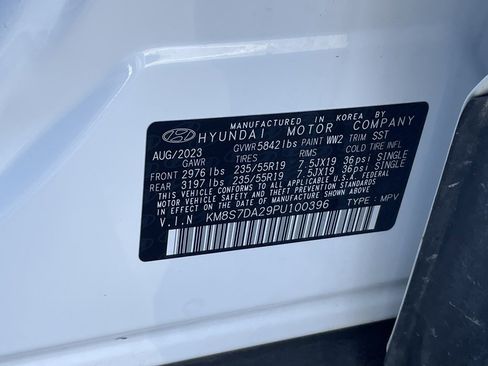 MANUFACTURED IN KOREA BY
HYUNDAI MOTOR COMPANY
AUG/2023 GVWR 5842lbs PAINT WW2 TRIM SST
GAWR TIRES RIMS COLD TIRE INFL
FRONT 2976 lbs 235/55R19 7.5JX19 36psi SINGLE
REAR 3197 lbs 235/55R19 7.5JX19 36psi SINGLE
THIS VEHICLE CONFORMS TO ALL APPLICABLE FEDERAL MOTOR
VEHICLE SAFETY AND THEFT PREVENTION STANDARDS IN
EFFECT ON THE DATE OF MANUFACTURE SHOWN ABOVE
V.I.N KM8S7DA29PU100396 TYPE : MPV